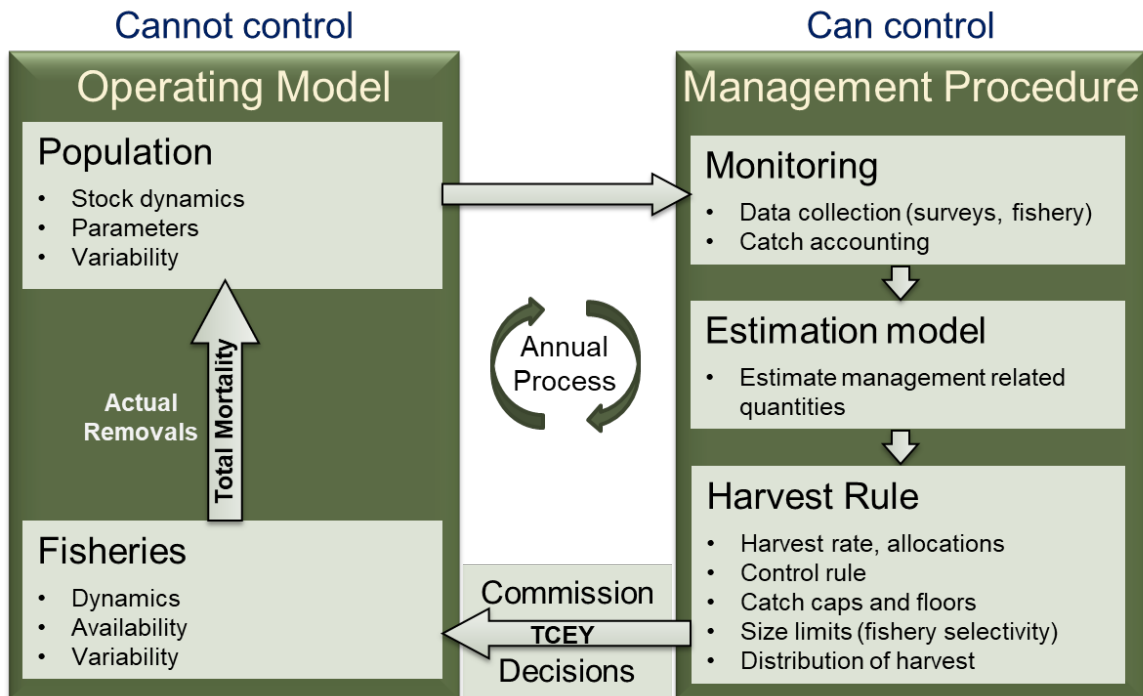 Cannot control
Can control
Operating Model
Population
• Stock dynamics
• Parameters
• Variability
Actual
Removals
Total Mortality
Fisheries
• Dynamics
• Availability
• Variability
Annual
Process
Commission
TCEY
Decisions
Management Procedure
Monitoring
• Data collection (surveys, fishery)
• Catch accounting
Estimation model
• Estimate management related
quantities
Harvest Rule
• Harvest rate, allocations
• Control rule
• Catch caps and floors
• Size limits (fishery selectivity)
• Distribution of harvest